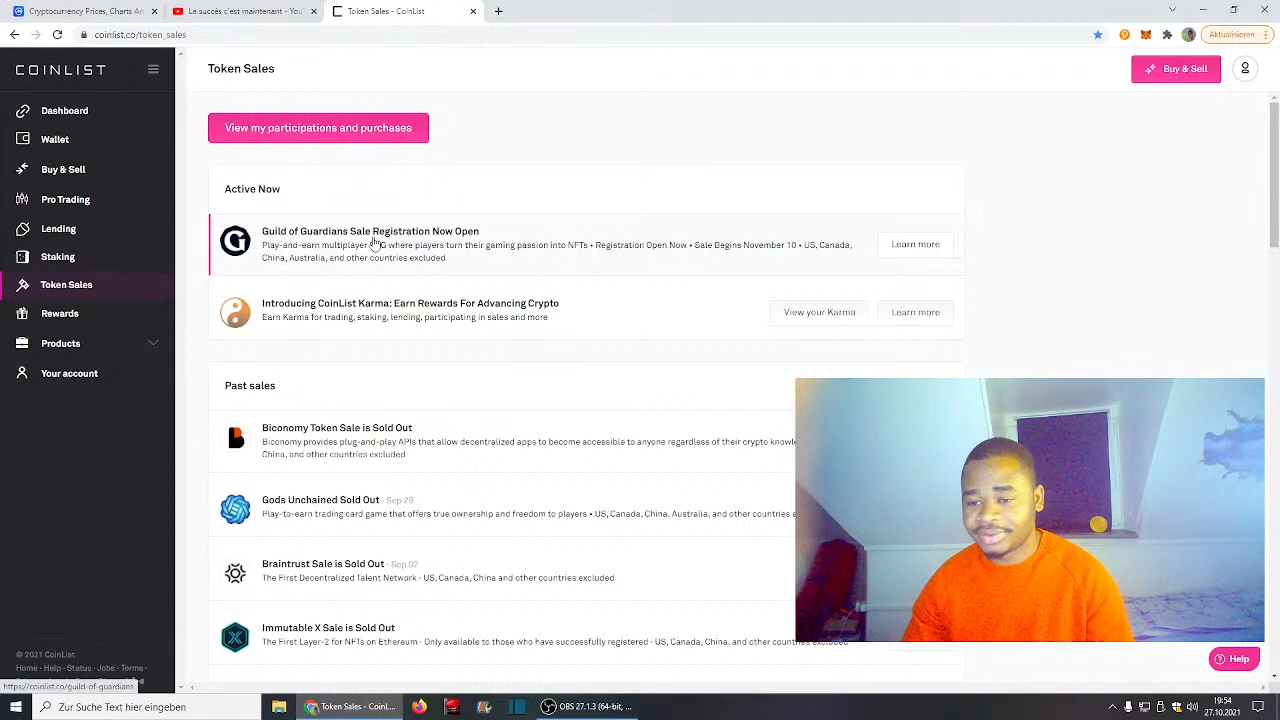 Cryptocurrency Prices, Charts An
Le succès c'est maintenant - YouT
Token Sales - CoinList
coinlist.co/token_sales
Aktualisieren
COINLIST
Token Sales
Buy & Sell
Dashboard
Wallet
Buy & Sell
Pro Trading
Lending
Staking
Token Sales
Rewards
Products
Your account
View my participations and purchases
Active Now
Guild of Guardians Sale Registration Now Open
Play-and-earn multiplayer where players turn their gaming passion into NFTs • Registration Open Now • Sale Begins November 10 • US, Canada,
China, Australia, and other countries excluded
Learn more
Introducing CoinList Karma: Earn Rewards For Advancing Crypto
Earn Karma for trading, staking, lending, participating in sales and more
View your Karma
Learn more
Past sales
Biconomy Token Sale is Sold Out
Biconomy provides plug-and-play APIs that allow decentralized apps to become accessible to anyone regardless of their crypto knowl
China, and other countries excluded
Gods Unchained Sold Out · Sep 29
Play-to-earn trading card game that offers true ownership and freedom to players • US, Canada, China, Australia, and other countries e
Braintrust Sale is Sold Out · Sep 02
The First Decentralized Talent Network · US, Canada, China and other countries excluded
Immutable X Sale is Sold Out
The First Layer-2 for NFTs on Ethereum · Only available to those who have successfully registered · US, Canada, China, and other countries excluded
© 2021 CoinList
Home · Help · Status · Jobs · Terms ·
https://coinlist.co/guild-of-guardians
Help
Zur Suche Text hier eingeben
Token Sales - CoinL...
OBS 27.1.3 (64-bit, ...
19:54
27.10.2021